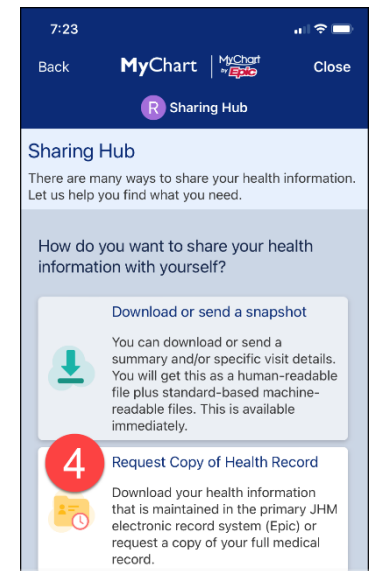 7:23
Back MyChart MyChart by Epic Close
R Sharing Hub
Sharing Hub
There are many ways to share your health information.
Let us help you find what you need.
How do you want to share your health
information with yourself?
Download or send a snapshot
You can download or send a
summary and/or specific visit details.
You will get this as a human-readable
file plus standard-based machine-
readable files. This is available
immediately.
4
Request Copy of Health Record
Download your health information
that is maintained in the primary JHM
electronic record system (Epic) or
request a copy of your full medical
record.